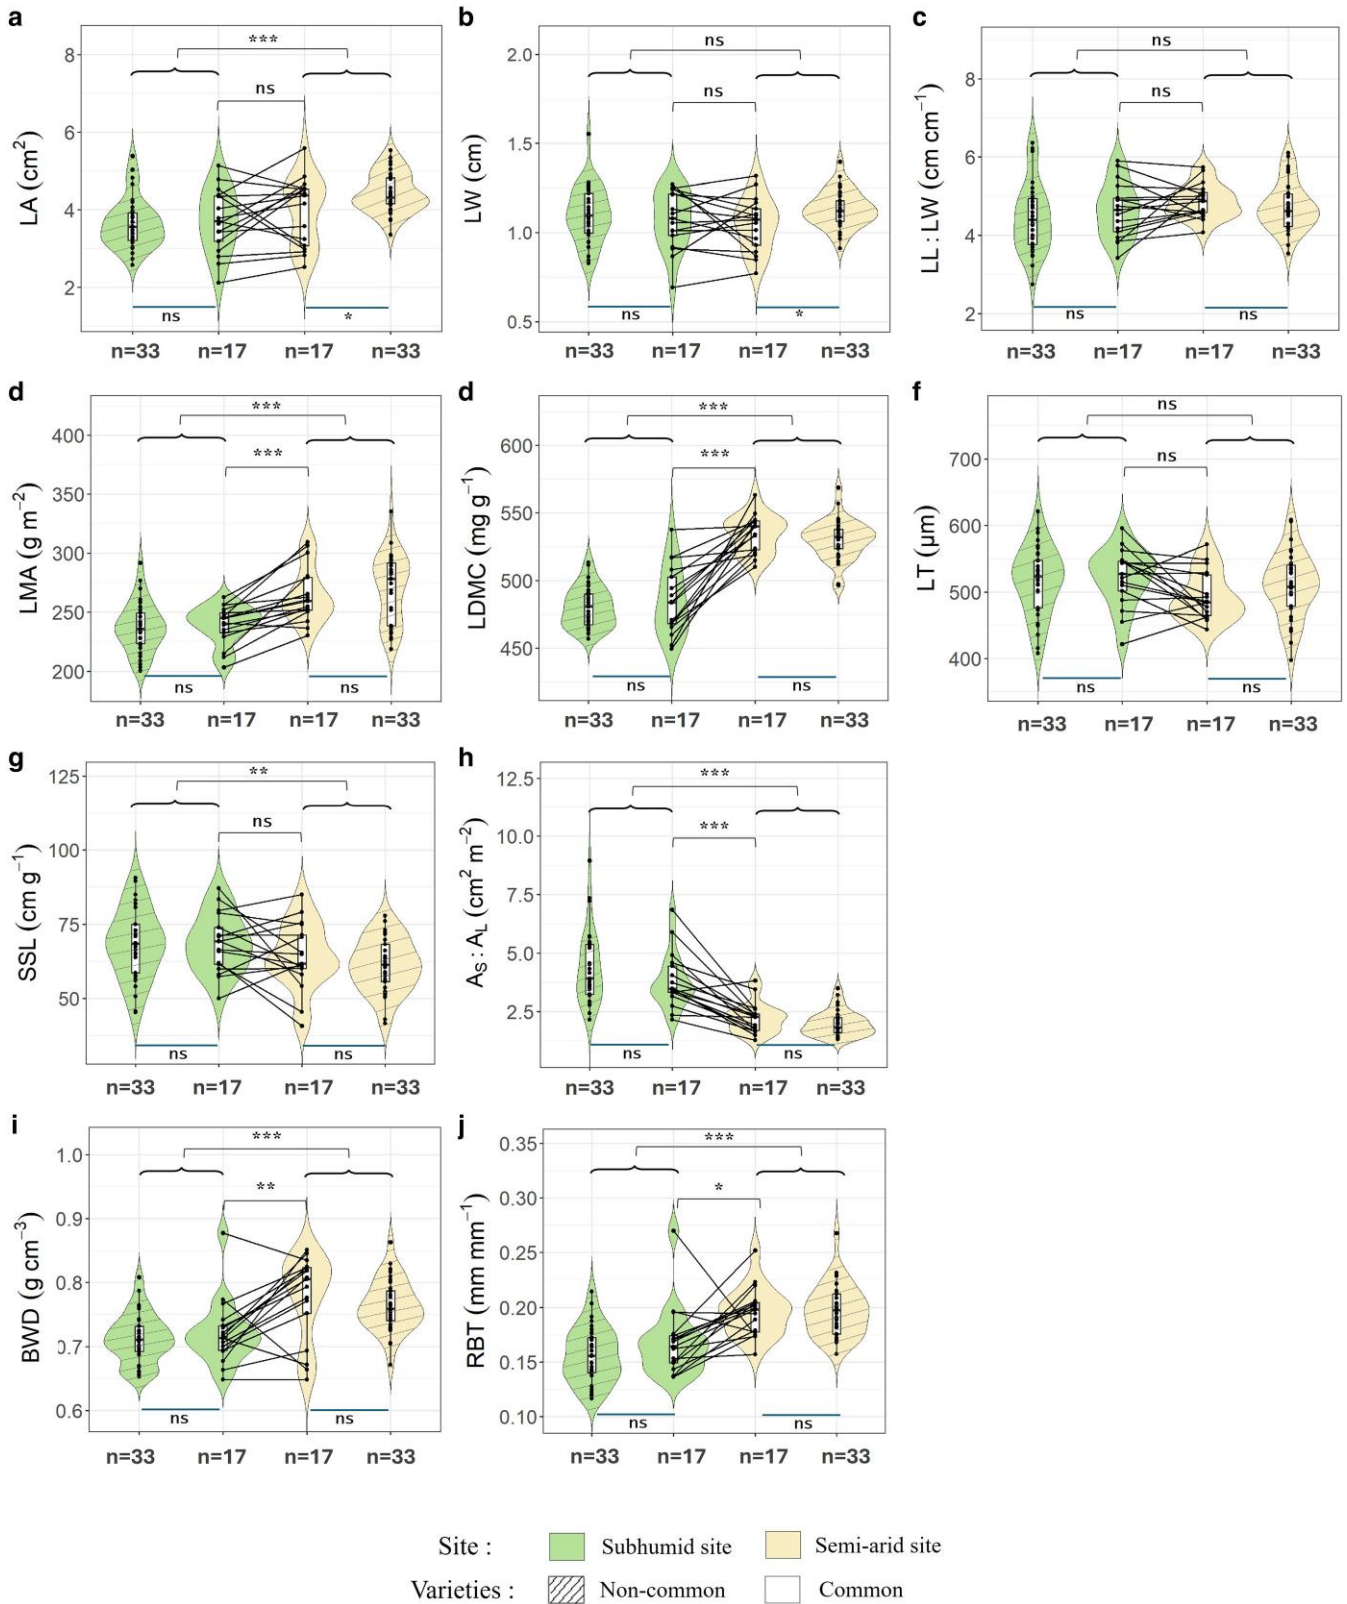 a
***
ns
LA (cm²)
8
6
4
2
ns
*
n=33 n=17 n=17 n=33
b
ns
ns
LW (cm)
2.0
1.5
1.0
0.5
ns
*
n=33 n=17 n=17 n=33
c
ns
ns
LL : LW (cm cm⁻¹)
8
6
4
2
ns
ns
n=33 n=17 n=17 n=33
d
***
***
LMA (g m⁻²)
400
350
300
250
200
ns
ns
n=33 n=17 n=17 n=33
d
***
***
LDMC (mg g⁻¹)
600
550
500
450
ns
ns
n=33 n=17 n=17 n=33
f
ns
ns
LT (µm)
700
600
500
400
ns
ns
n=33 n=17 n=17 n=33
g
**
ns
SSL (cm g⁻¹)
125
100
75
50
ns
ns
n=33 n=17 n=17 n=33
h
***
***
A_S : A_L (cm² m⁻²)
12.5
10.0
7.5
5.0
2.5
ns
ns
n=33 n=17 n=17 n=33
i
***
**
BWD (g cm⁻³)
1.0
0.9
0.8
0.7
0.6
ns
ns
n=33 n=17 n=17 n=33
j
***
*
RBT (mm mm⁻¹)
0.35
0.30
0.25
0.20
0.15
0.10
ns
ns
n=33 n=17 n=17 n=33
Site : Subhumid site Semi-arid site
Varieties : Non-common Common